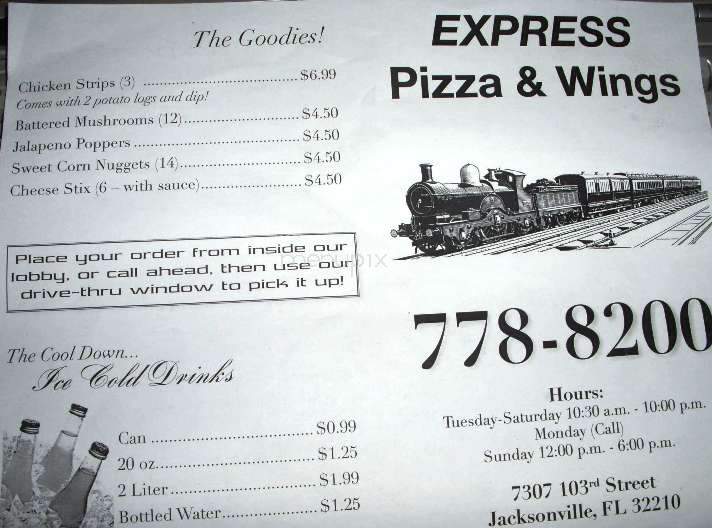 The Goodies!
Chicken Strips (3) ..................................$6.99
Comes with 2 potato logs and dip!
Battered Mushrooms (12)..........................$4.50
Jalapeno Poppers .....................................$4.50
Sweet Corn Nuggets (14)...........................$4.50
Cheese Stix (6 – with sauce)......................$4.50
Place your order from inside our
lobby, or call ahead, then use our
drive-thru window to pick it up!
The Cool Down...
Ice Cold Drinks
Can ................................$0.99
20 oz................................$1.25
2 Liter.............................$1.99
Bottled Water..................$1.25
EXPRESS
Pizza & Wings
778-8200
Hours:
Tuesday-Saturday 10:30 a.m. - 10:00 p.m.
Monday (Call)
Sunday 12:00 p.m. - 6:00 p.m.
7307 103rd Street
Jacksonville, FL 32210